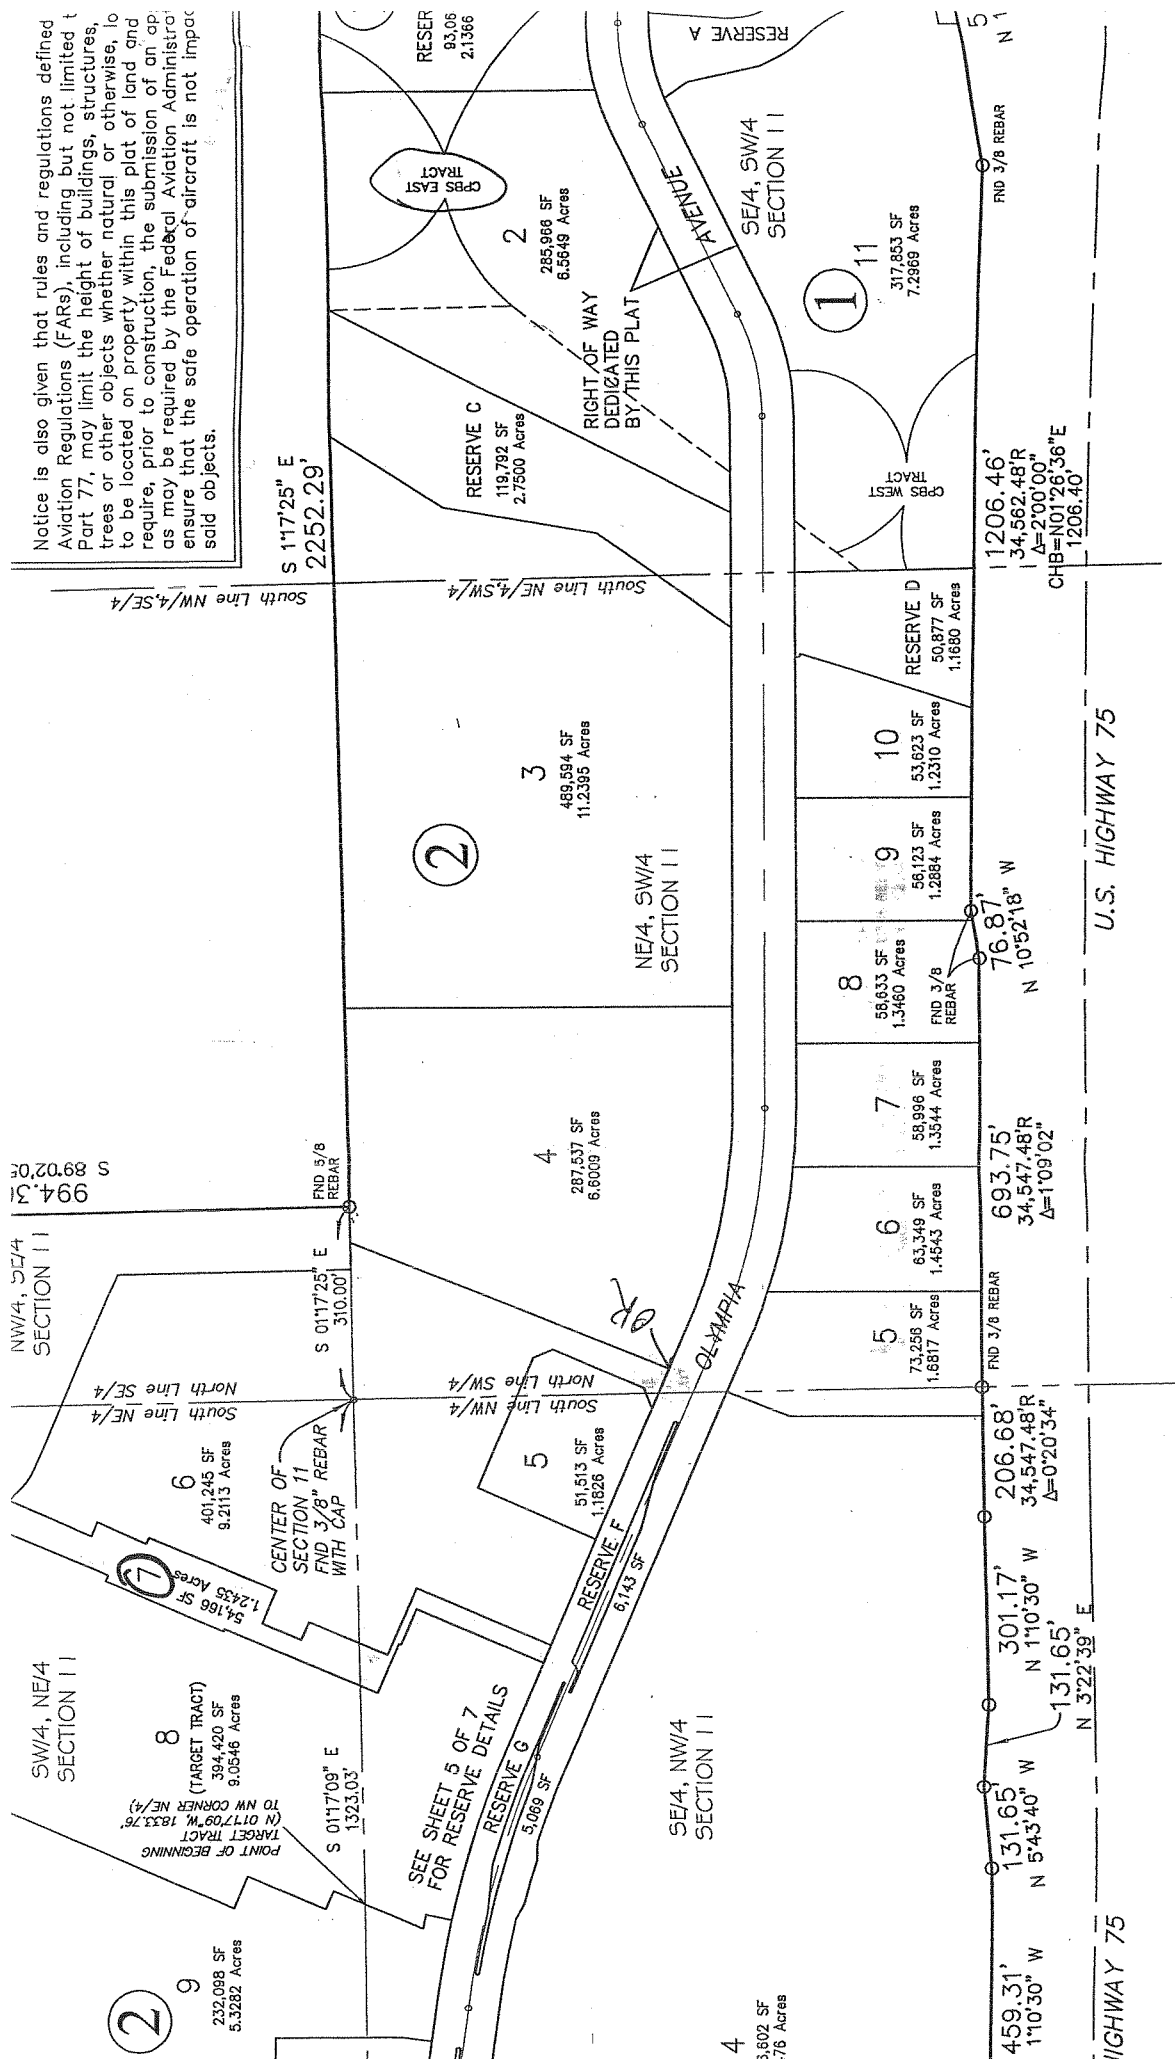 Notice is also given that rules and regulations defined
Aviation Regulations (FARs), including but not limited t
Part 77, may limit the height of buildings, structures,
trees or other objects whether natural or otherwise, lo
to be located on property within this plat of land and
require, prior to construction, the submission of an ap
as may be required by the Federal Aviation Administra
ensure that the safe operation of aircraft is not impac
said objects.
S 1°17'25" E
2252.29'
South Line NW/4,SE/4
South Line NE/4,SW/4
RESER
93,06
2.1366
CPBS EAST
TRACT
2
285,966 SF
6.5649 Acres
RESERVE A
AVENUE
SE/4, SW/4
SECTION 11
RIGHT OF WAY
DEDICATED
BY THIS PLAT
RESERVE C
119,792 SF
2.7500 Acres
1
11
317,853 SF
7.2969 Acres
5
N 1
FND 3/8 REBAR
CPBS WEST
TRACT
1206.46'
34,562.48'R
Δ=2°00'00"
CHB=N01°26'36"E
1206.40'
RESERVE D
50,877 SF
1.1680 Acres
3
489,594 SF
11.2395 Acres
2
NE/4, SW/4
SECTION 11
10
53,623 SF
1.2310 Acres
9
56,123 SF
1.2884 Acres
8
58,633 SF
1.3460 Acres
FND 3/8
REBAR
76.87'
N 10°52'18" W
U.S. HIGHWAY 75
7
58,996 SF
1.3544 Acres
6
63,349 SF
1.4543 Acres
5
73,256 SF
1.6817 Acres
693.75'
34,547.48'R
Δ=1°09'02"
FND 3/8 REBAR
4
287,537 SF
6.6009 Acres
S 89°02'05
994.3
FND 5/8
REBAR
NW/4, SE/4
SECTION 11
S 01°17'25" E
310.00'
OK
OLYMPIA
North Line SE/4
South Line NE/4
North Line SW/4
South Line NW/4
6
401,245 SF
9.2113 Acres
CENTER OF
SECTION 11
FND 3/8" REBAR
WITH CAP
5
51,513 SF
1.1826 Acres
206.68'
34,547.48'R
Δ=0°20'34"
7
54,166 SF
1.2435 Acres
RESERVE F
6,143 SF
301.17'
N 1°10'30" W
131.65'
N 3°22'39" E
SW/4, NE/4
SECTION 11
8
(TARGET TRACT)
394,420 SF
9.0546 Acres
POINT OF BEGINNING
TARGET TRACT
(N 01°17'09"W, 1833.76'
TO NW CORNER NE/4)
S 01°17'09" E
1323.03'
SEE SHEET 5 OF 7
FOR RESERVE DETAILS
RESERVE G
5,069 SF
SE/4, NW/4
SECTION 11
131.65'
N 5°43'40" W
2
9
232,098 SF
5.3282 Acres
4
,602 SF
76 Acres
459.31'
1°10'30" W
HIGHWAY 75